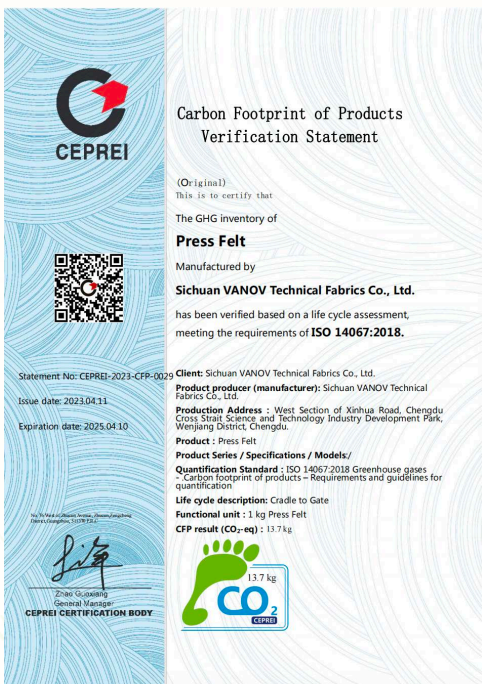 CEPREI
Carbon Footprint of Products
Verification Statement
(Original)
This is to certify that
The GHG inventory of
Press Felt
Manufactured by
Sichuan VANOV Technical Fabrics Co., Ltd.
has been verified based on a life cycle assessment,
meeting the requirements of ISO 14067:2018.
Statement No: CEPREI-2023-CFP-0029
Issue date: 2023.04.11
Expiration date: 2025.04.10
Client: Sichuan VANOV Technical Fabrics Co., Ltd.
Product producer (manufacturer): Sichuan VANOV Technical
Fabrics Co., Ltd.
Production Address : West Section of Xinhua Road, Chengdu
Cross Strait Science and Technology Industry Development Park,
Wenjiang District, Chengdu.
Product : Press Felt
Product Series / Specifications / Models:/
Quantification Standard : ISO 14067:2018 Greenhouse gases
- .Carbon footprint of products – Requirements and guidelines for
quantification
Life cycle description: Cradle to Gate
Functional unit : 1 kg Press Felt
CFP result (CO₂-eq) : 13.7kg
Zhao Guoxiang
General Manager
CEPREI CERTIFICATION BODY
13.7 kg
CO2
CEPREI